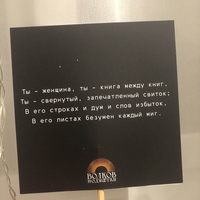 Ты – женщина, ты – книга между книг,
Ты – свернутый, запечатленный свиток;
В его строках и дум и слов избыток,
В его листах безумен каждый миг.
ВОЛКОВ